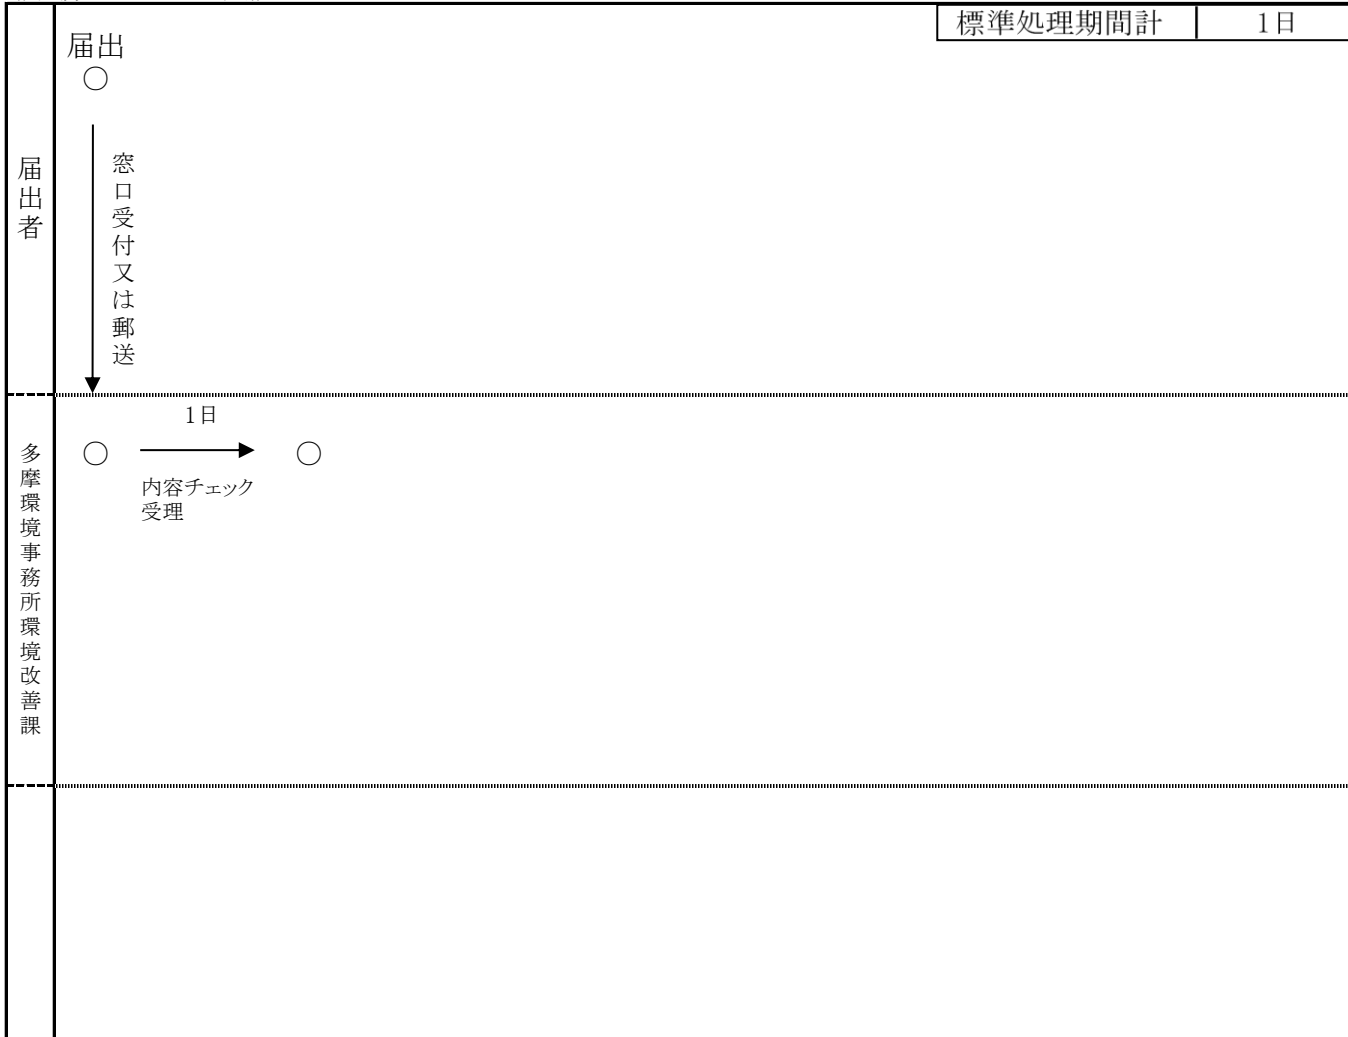 標準処理期間計 1日
届出
○
届出者
窓口受付又は郵送
1日
○ ○
内容チェック
受理
多摩環境事務所環境改善課